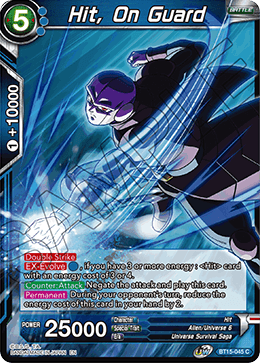 BATTLE
5
Hit, On Guard
1 +10000
Double Strike
EX-Evolve , if you have 3 or more energy : <Hit> card
with an energy cost of 3 or 4.
Counter: Attack Negate the attack and play this card.
Permanent During your opponent's turn, reduce the
energy cost of this card in your hand by 2.
POWER 25000
Character Hit
Special Trait Alien/Universe 6
Era Universe Survival Saga
BT15-045 C